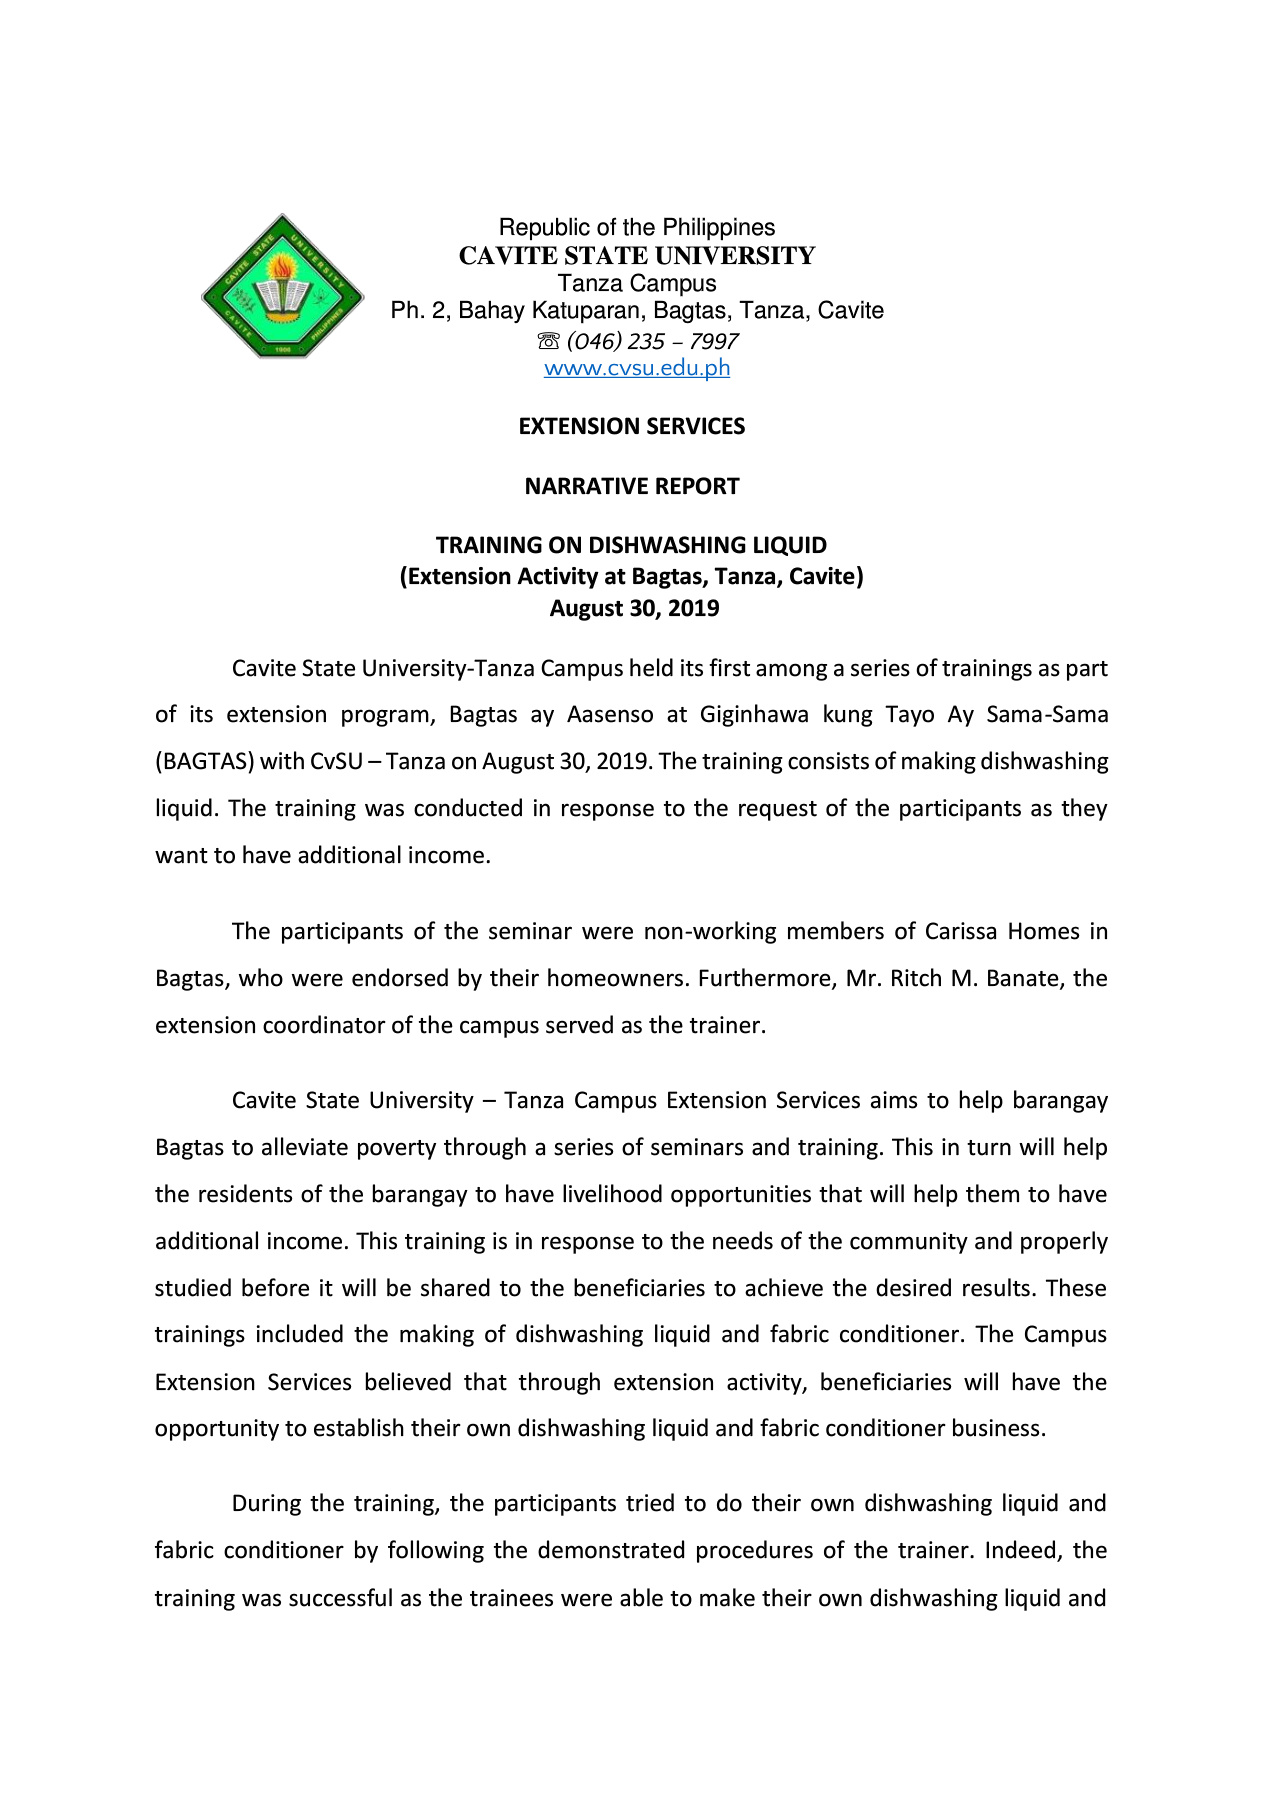 CAVITE STATE UNIVERSITY
CAVITE PHILIPPINES
1906
Republic of the Philippines
CAVITE STATE UNIVERSITY
Tanza Campus
Ph. 2, Bahay Katuparan, Bagtas, Tanza, Cavite
☏ (046) 235 – 7997
www.cvsu.edu.ph
EXTENSION SERVICES
NARRATIVE REPORT
TRAINING ON DISHWASHING LIQUID
(Extension Activity at Bagtas, Tanza, Cavite)
August 30, 2019
Cavite State University-Tanza Campus held its first among a series of trainings as part
of its extension program, Bagtas ay Aasenso at Giginhawa kung Tayo Ay Sama-Sama
(BAGTAS) with CvSU – Tanza on August 30, 2019. The training consists of making dishwashing
liquid. The training was conducted in response to the request of the participants as they
want to have additional income.
The participants of the seminar were non-working members of Carissa Homes in
Bagtas, who were endorsed by their homeowners. Furthermore, Mr. Ritch M. Banate, the
extension coordinator of the campus served as the trainer.
Cavite State University – Tanza Campus Extension Services aims to help barangay
Bagtas to alleviate poverty through a series of seminars and training. This in turn will help
the residents of the barangay to have livelihood opportunities that will help them to have
additional income. This training is in response to the needs of the community and properly
studied before it will be shared to the beneficiaries to achieve the desired results. These
trainings included the making of dishwashing liquid and fabric conditioner. The Campus
Extension Services believed that through extension activity, beneficiaries will have the
opportunity to establish their own dishwashing liquid and fabric conditioner business.
During the training, the participants tried to do their own dishwashing liquid and
fabric conditioner by following the demonstrated procedures of the trainer. Indeed, the
training was successful as the trainees were able to make their own dishwashing liquid and